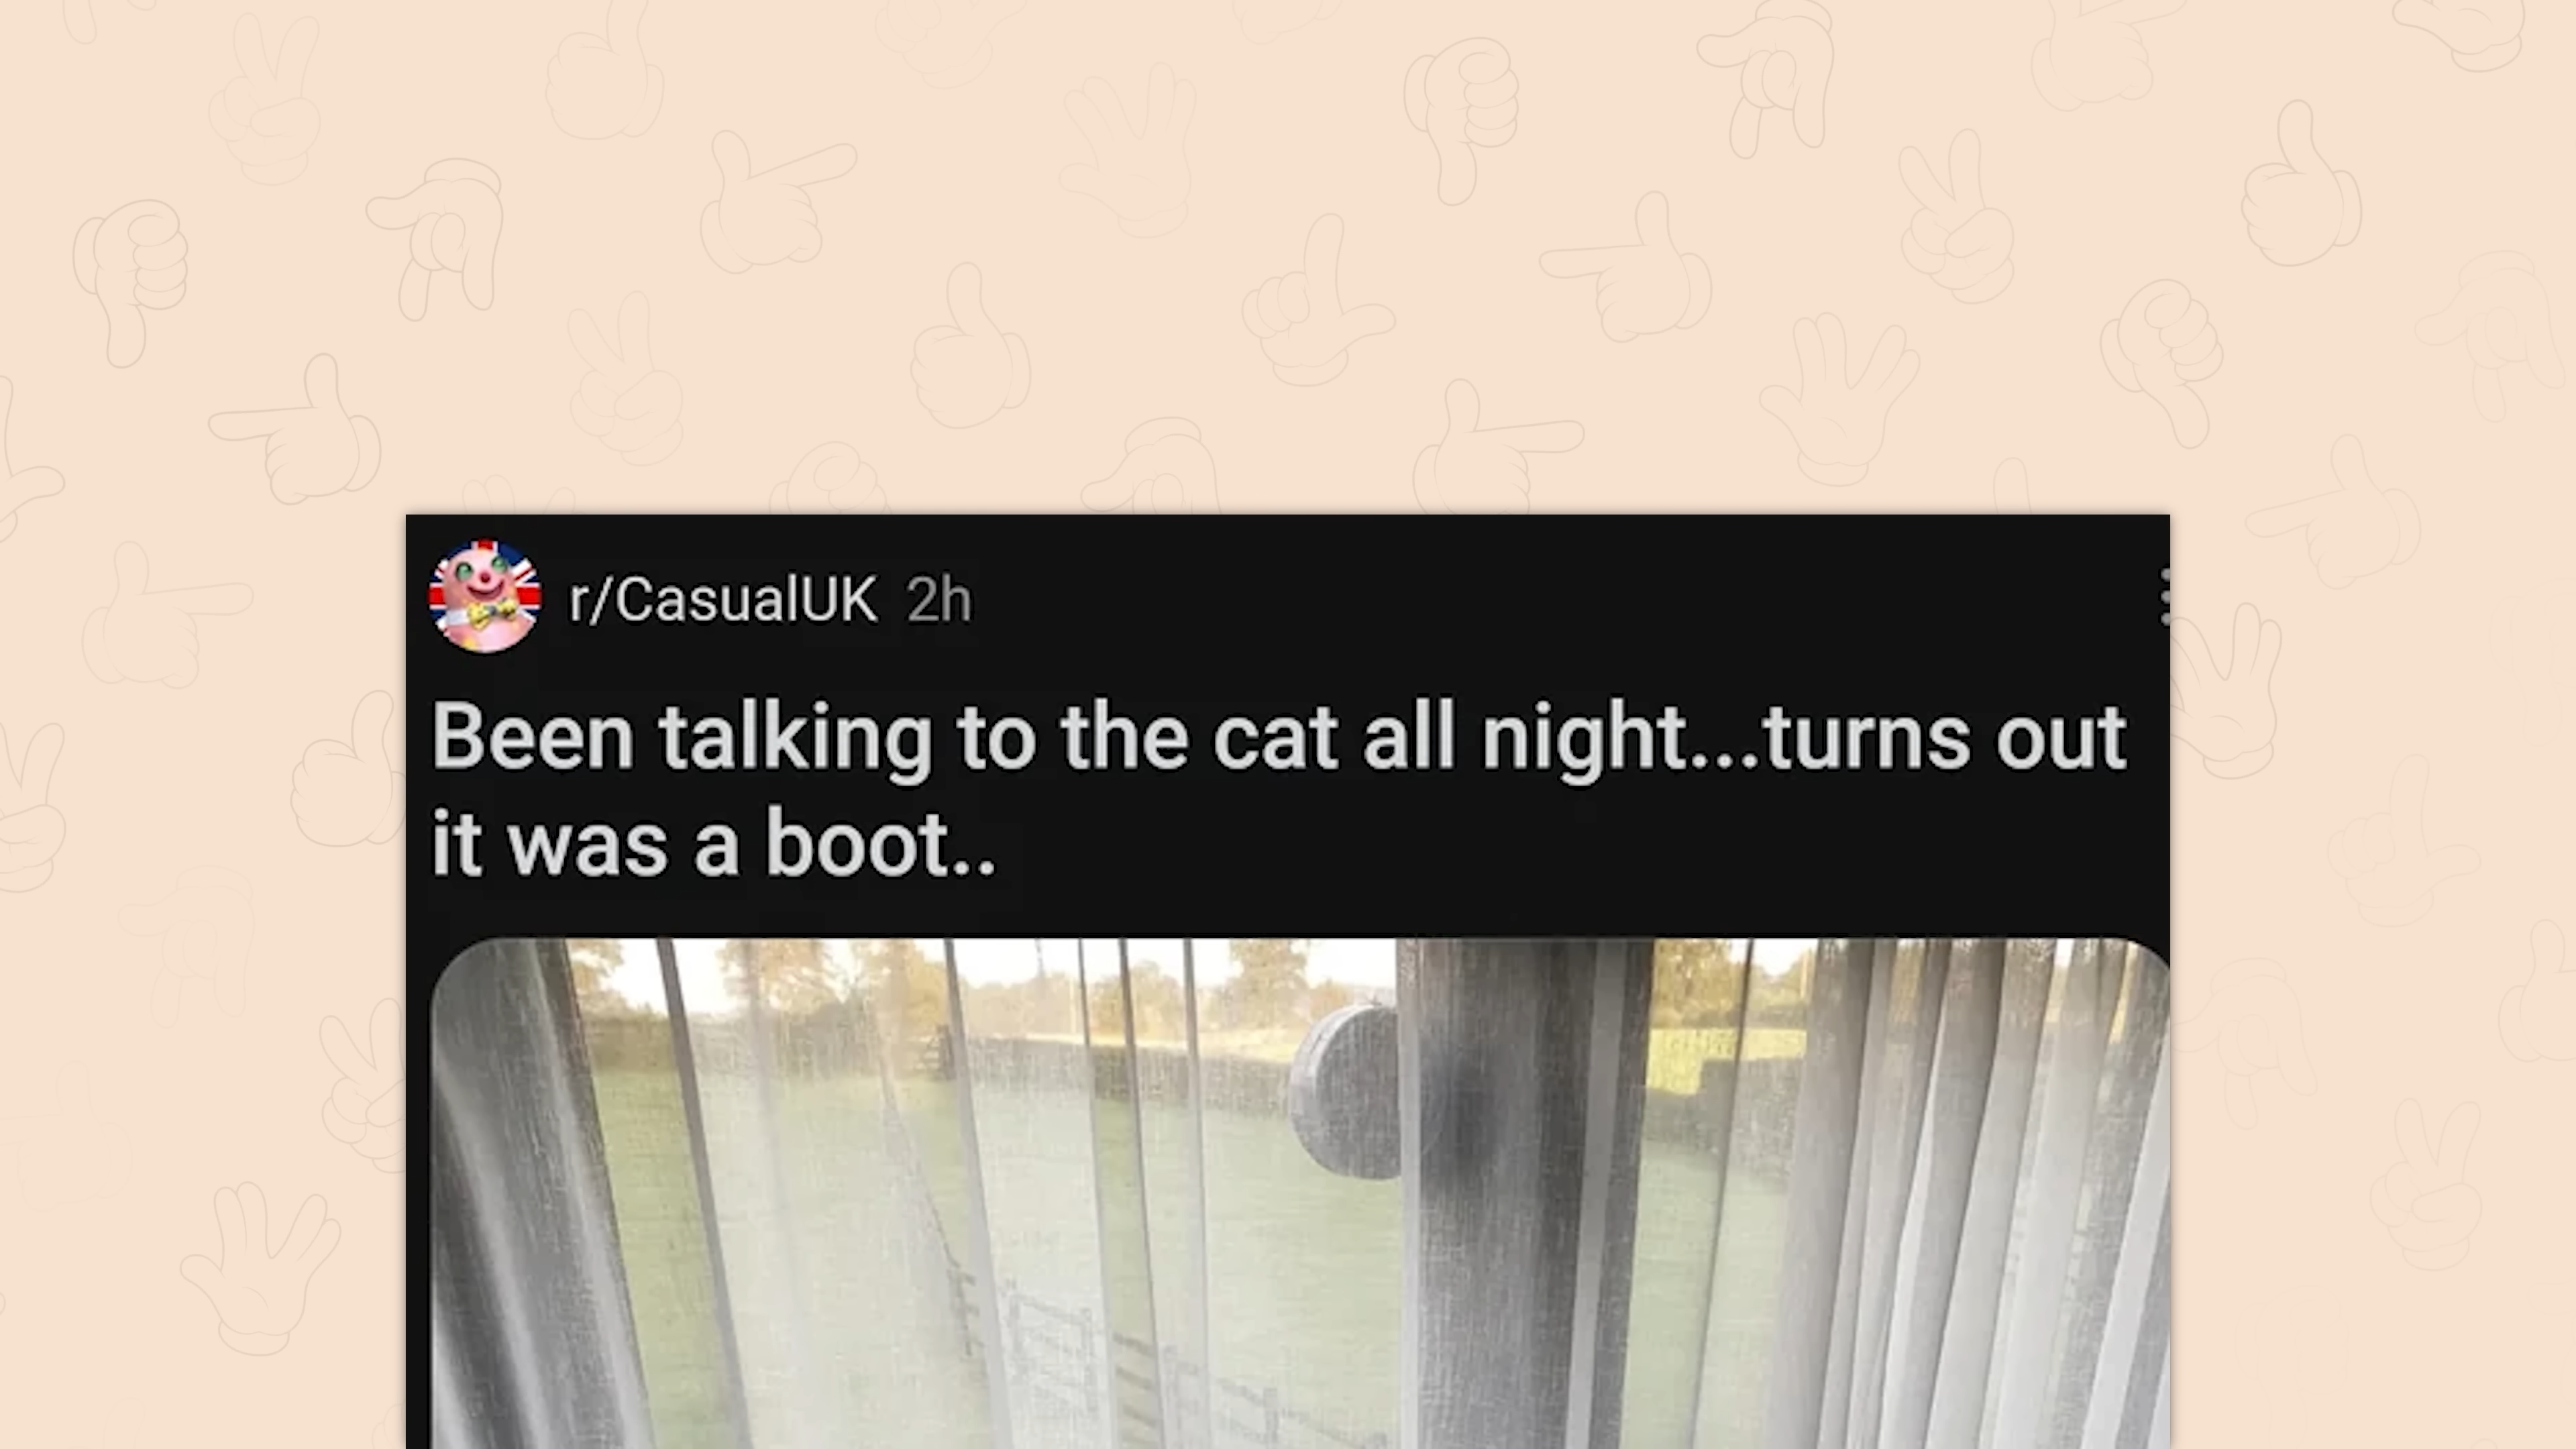 r/CasualUK 2h
Been talking to the cat all night...turns out
it was a boot..